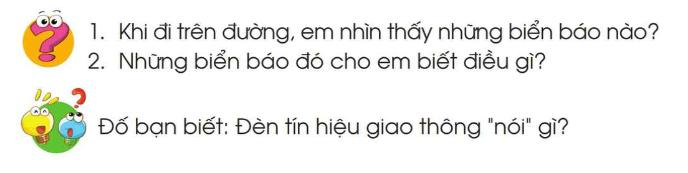 1. Khi đi trên đường, em nhìn thấy những biển báo nào?
2. Những biển báo đó cho em biết điều gì?
Đố bạn biết: Đèn tín hiệu giao thông "nói" gì?